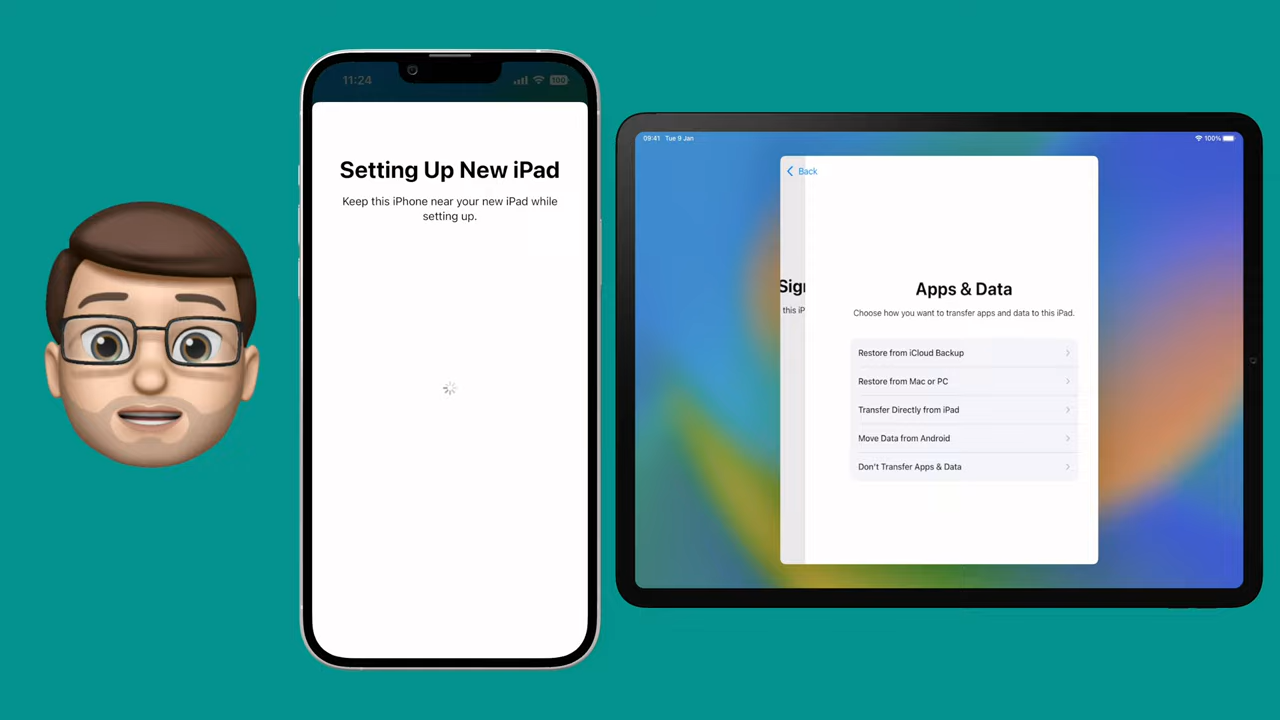 11:24
100
Setting Up New iPad
Keep this iPhone near your new iPad while
setting up.
09:41 Tue 9 Jan
100%
Back
Sign
this iP
Apps & Data
Choose how you want to transfer apps and data to this iPad.
Restore from iCloud Backup
Restore from Mac or PC
Transfer Directly from iPad
Move Data from Android
Don't Transfer Apps & Data